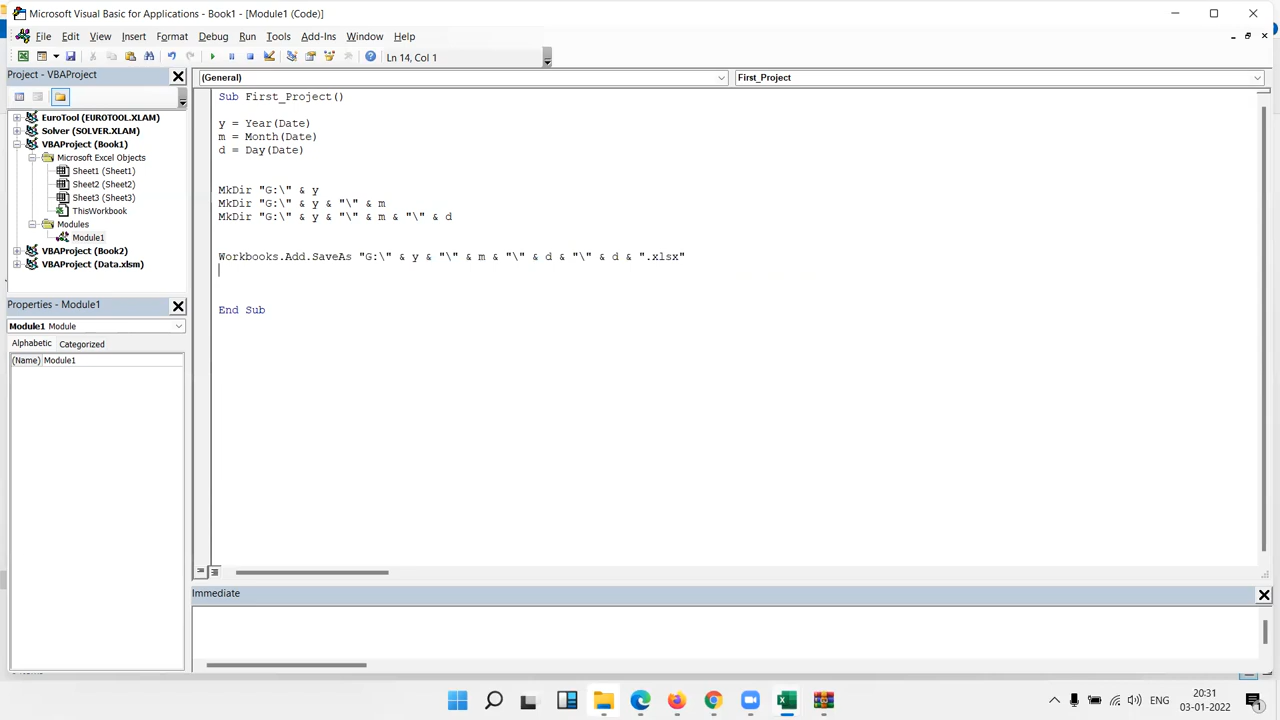 Microsoft Visual Basic for Applications - Book1 - [Module1 (Code)]
File Edit View Insert Format Debug Run Tools Add-Ins Window Help
Ln 14, Col 1
Project - VBAProject
(General)
First_Project
EuroTool (EUROTOOL.XLAM)
Solver (SOLVER.XLAM)
VBAProject (Book1)
Microsoft Excel Objects
Sheet1 (Sheet1)
Sheet2 (Sheet2)
Sheet3 (Sheet3)
ThisWorkbook
Modules
Module1
VBAProject (Book2)
VBAProject (Data.xlsm)
Properties - Module1
Module1 Module
Alphabetic Categorized
(Name) Module1
Sub First_Project()
y = Year(Date)
m = Month(Date)
d = Day(Date)
MkDir "G:\" & y
MkDir "G:\" & y & "\" & m
MkDir "G:\" & y & "\" & m & "\" & d
Workbooks.Add.SaveAs "G:\" & y & "\" & m & "\" & d & "\" & d & ".xlsx"
End Sub
Immediate
ENG
20:31
03-01-2022
1